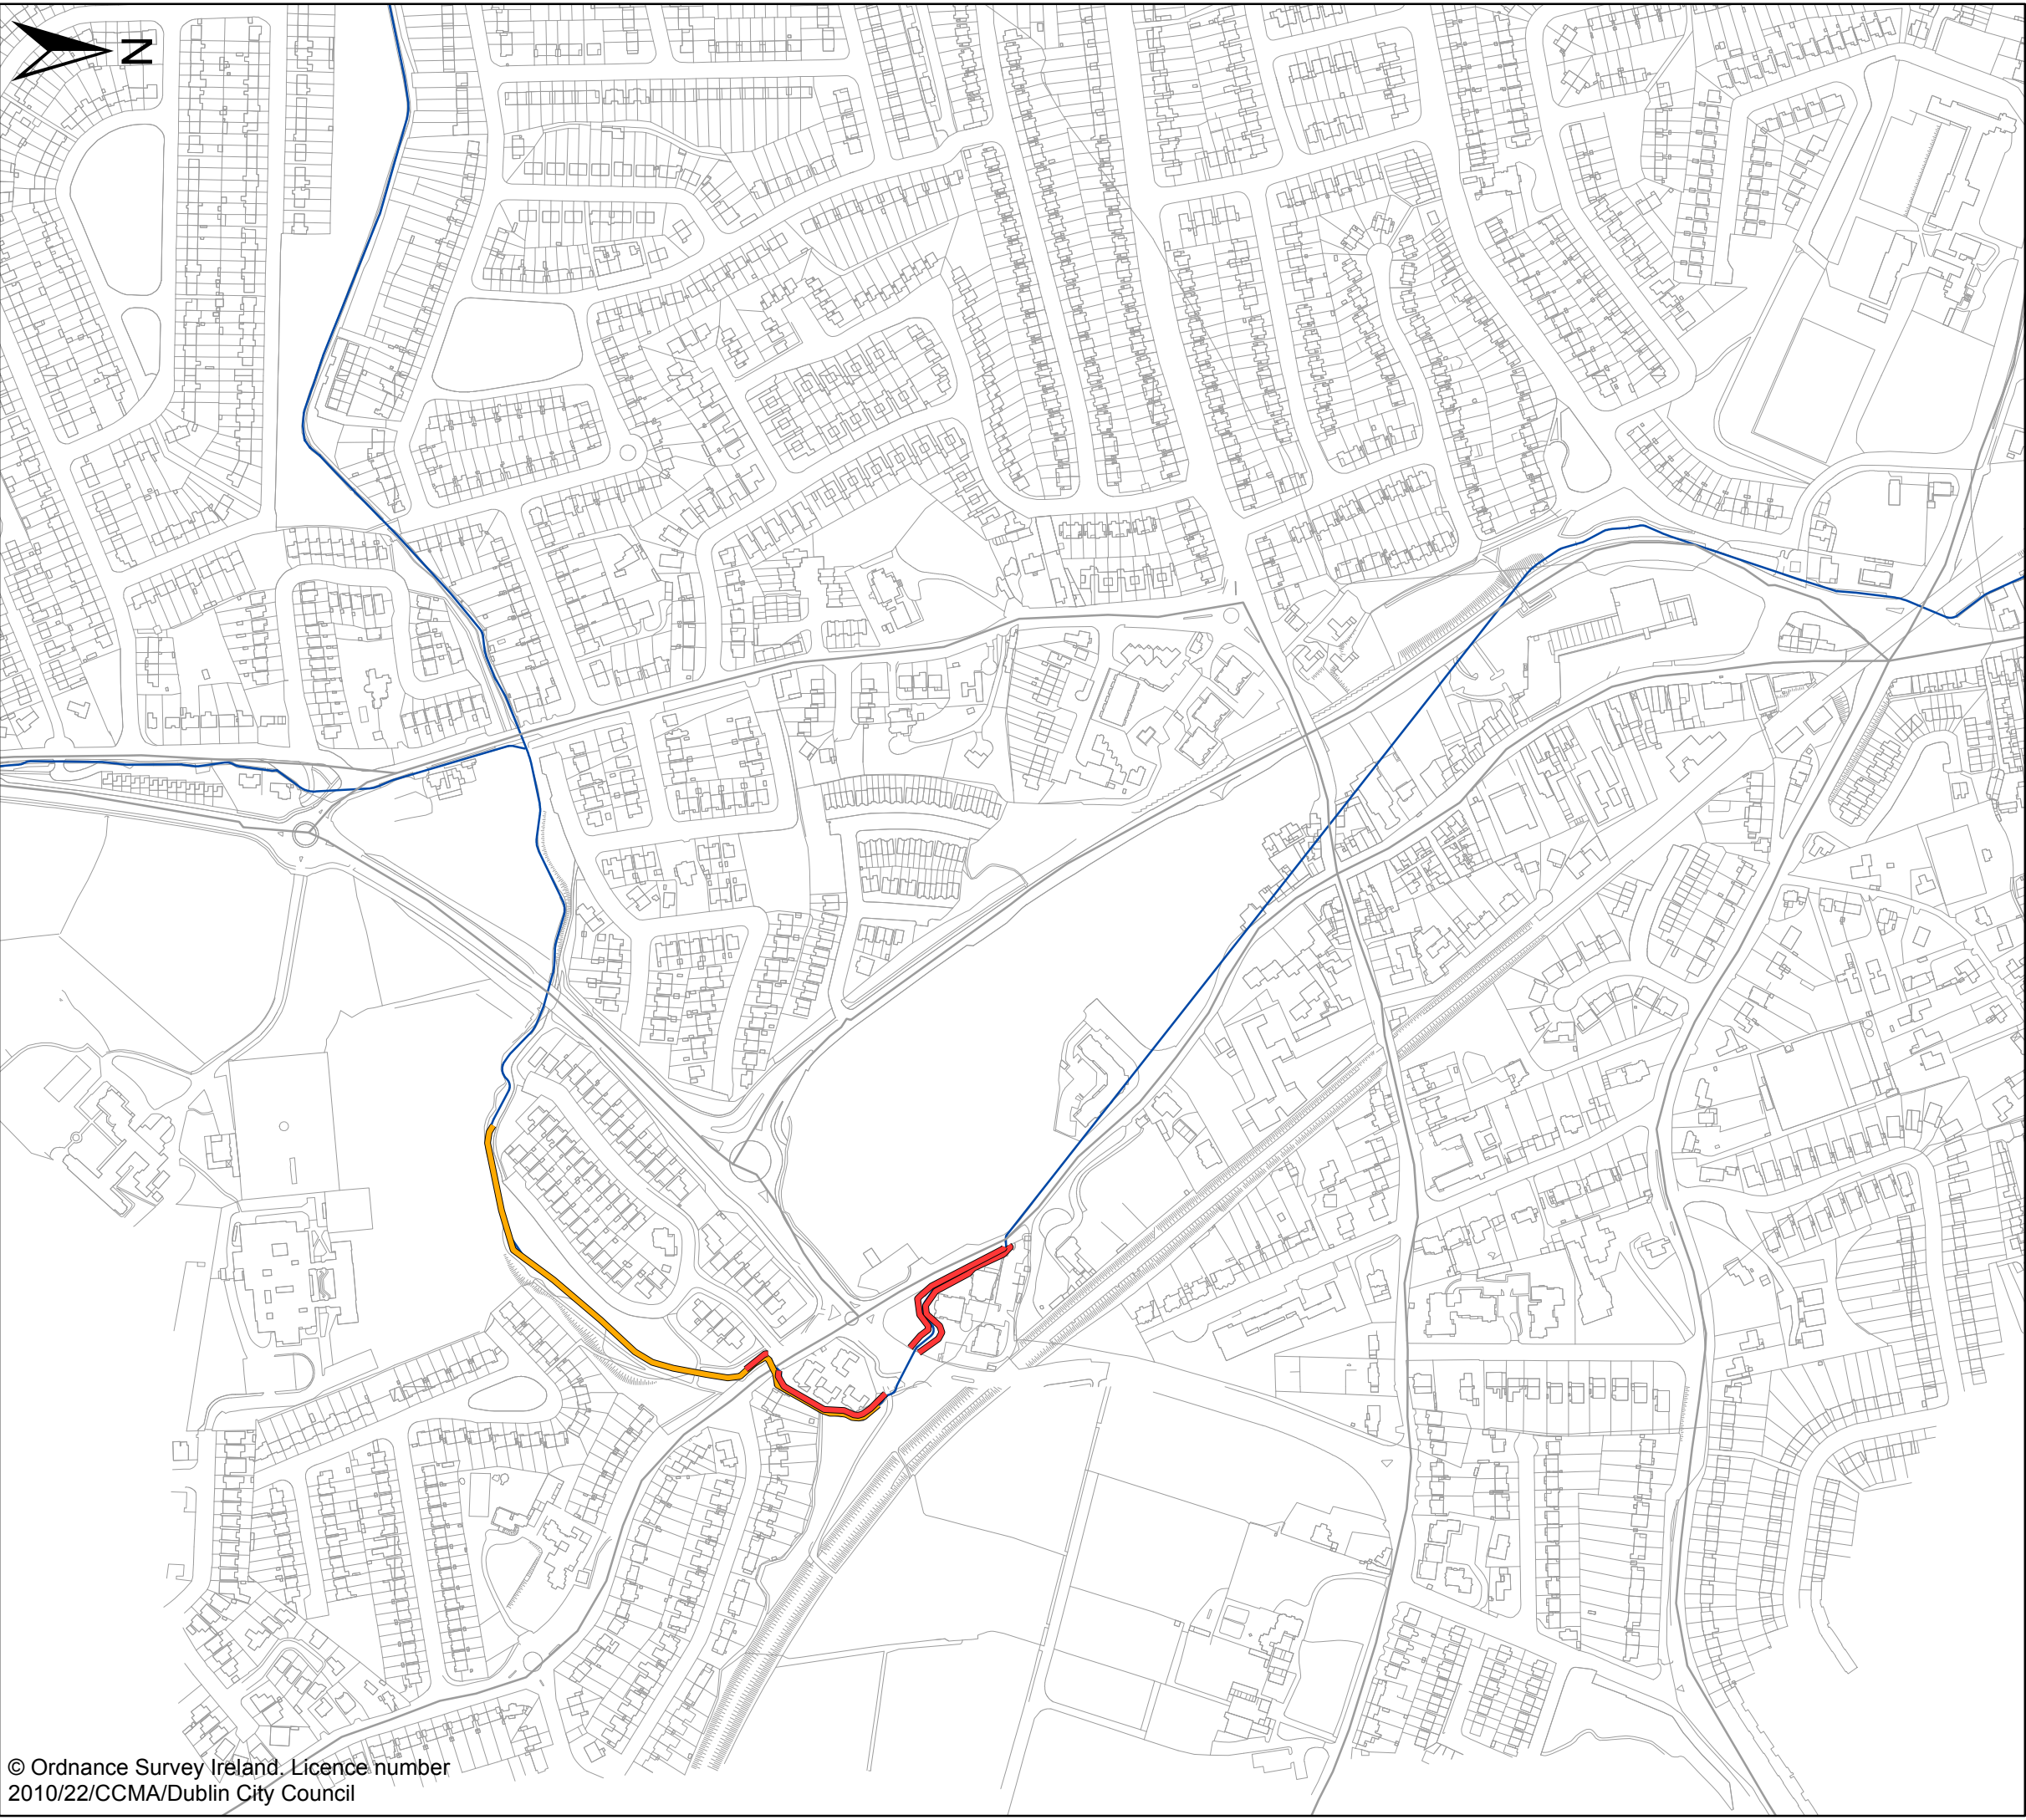 N
© Ordnance Survey Ireland. Licence number
2010/22/CCMA/Dublin City Council